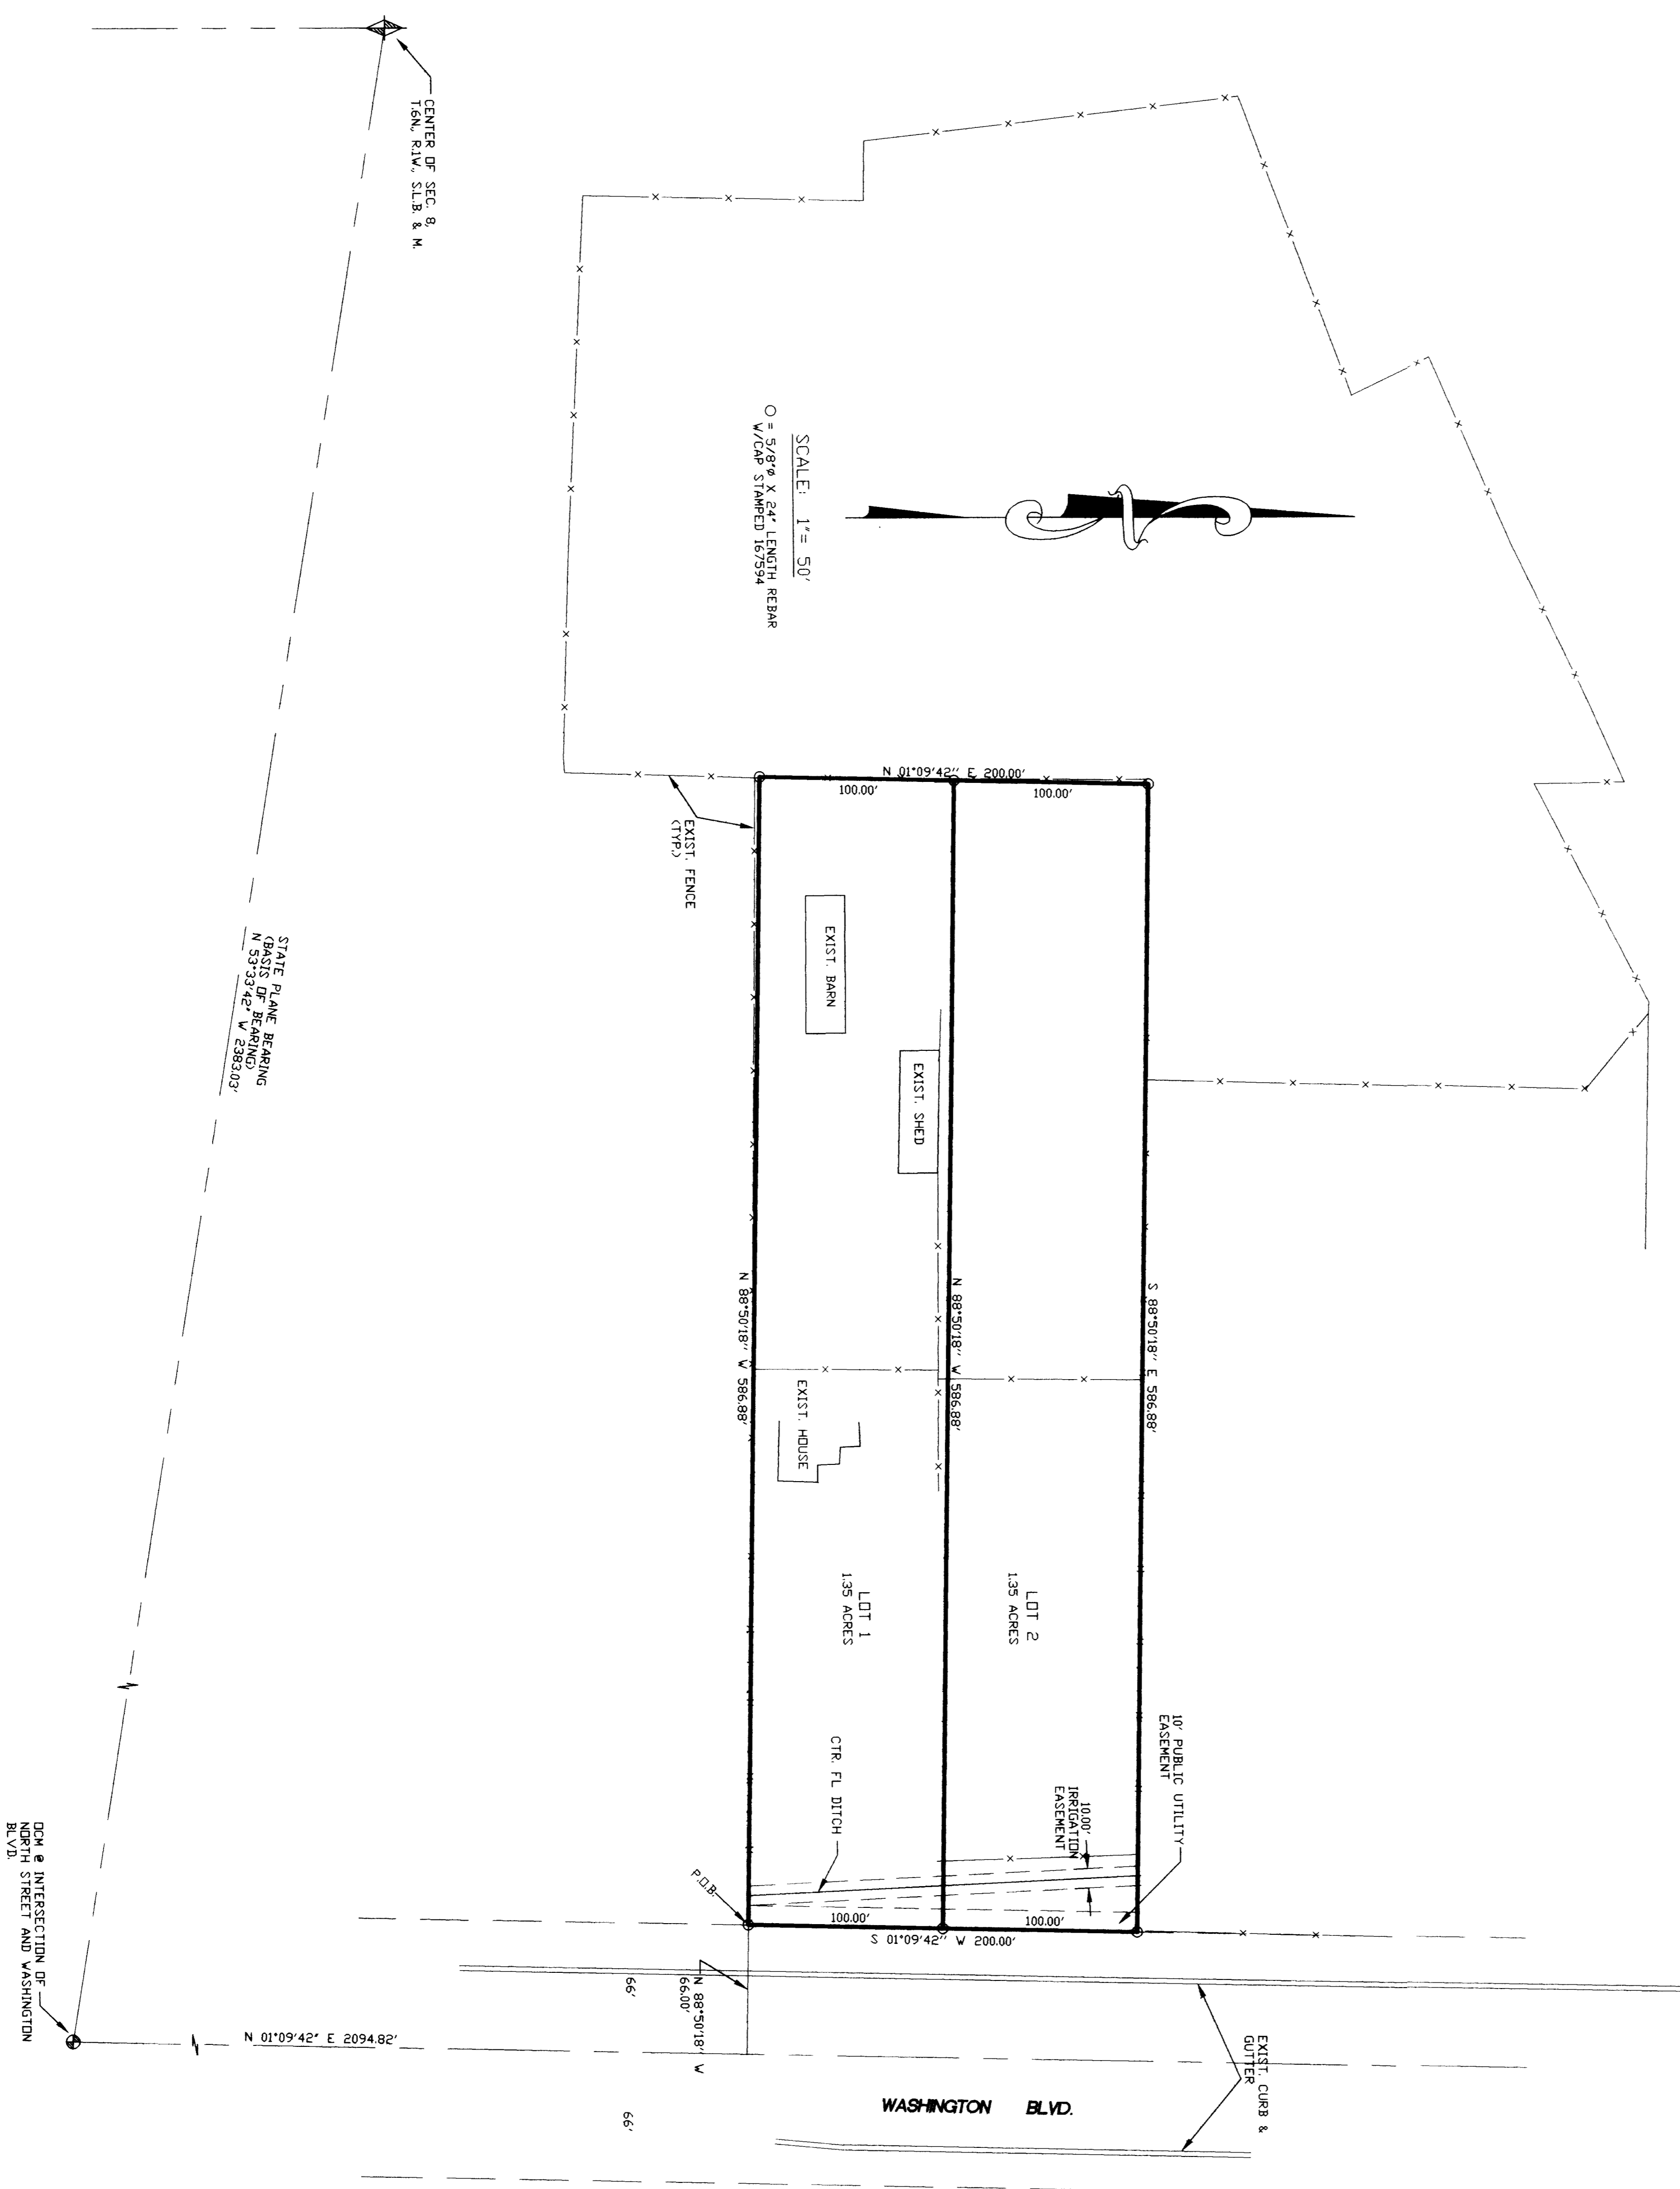 CENTER OF SEC. 8,
T.6N., R.1W., S.L.B. & M.
SCALE: 1"= 50'
O = 5/8"ø X 24" LENGTH REBAR
W/CAP STAMPED 167594
N 01°09'42'' E 200.00'
100.00'
100.00'
EXIST. FENCE
(TYP.)
EXIST. BARN
EXIST. SHED
STATE PLANE BEARING
(BASIS OF BEARING)
N 53°33'42" W 2383.03'
N 88°50'18'' W 586.88'
N 88°50'18'' W 586.88'
S 88°50'18'' E 586.88'
EXIST. HOUSE
LOT 1
1.35 ACRES
LOT 2
1.35 ACRES
CTR. FL DITCH
10.00'
IRRIGATION
EASEMENT
10' PUBLIC UTILITY
EASEMENT
P.O.B.
100.00'
100.00'
S 01°09'42'' W 200.00'
N 88°50'18'' W
66.00'
66'
66'
N 01°09'42" E 2094.82'
OCM @ INTERSECTION OF
NORTH STREET AND WASHINGTON
BLVD.
EXIST. CURB &
GUTTER
WASHINGTON BLVD.